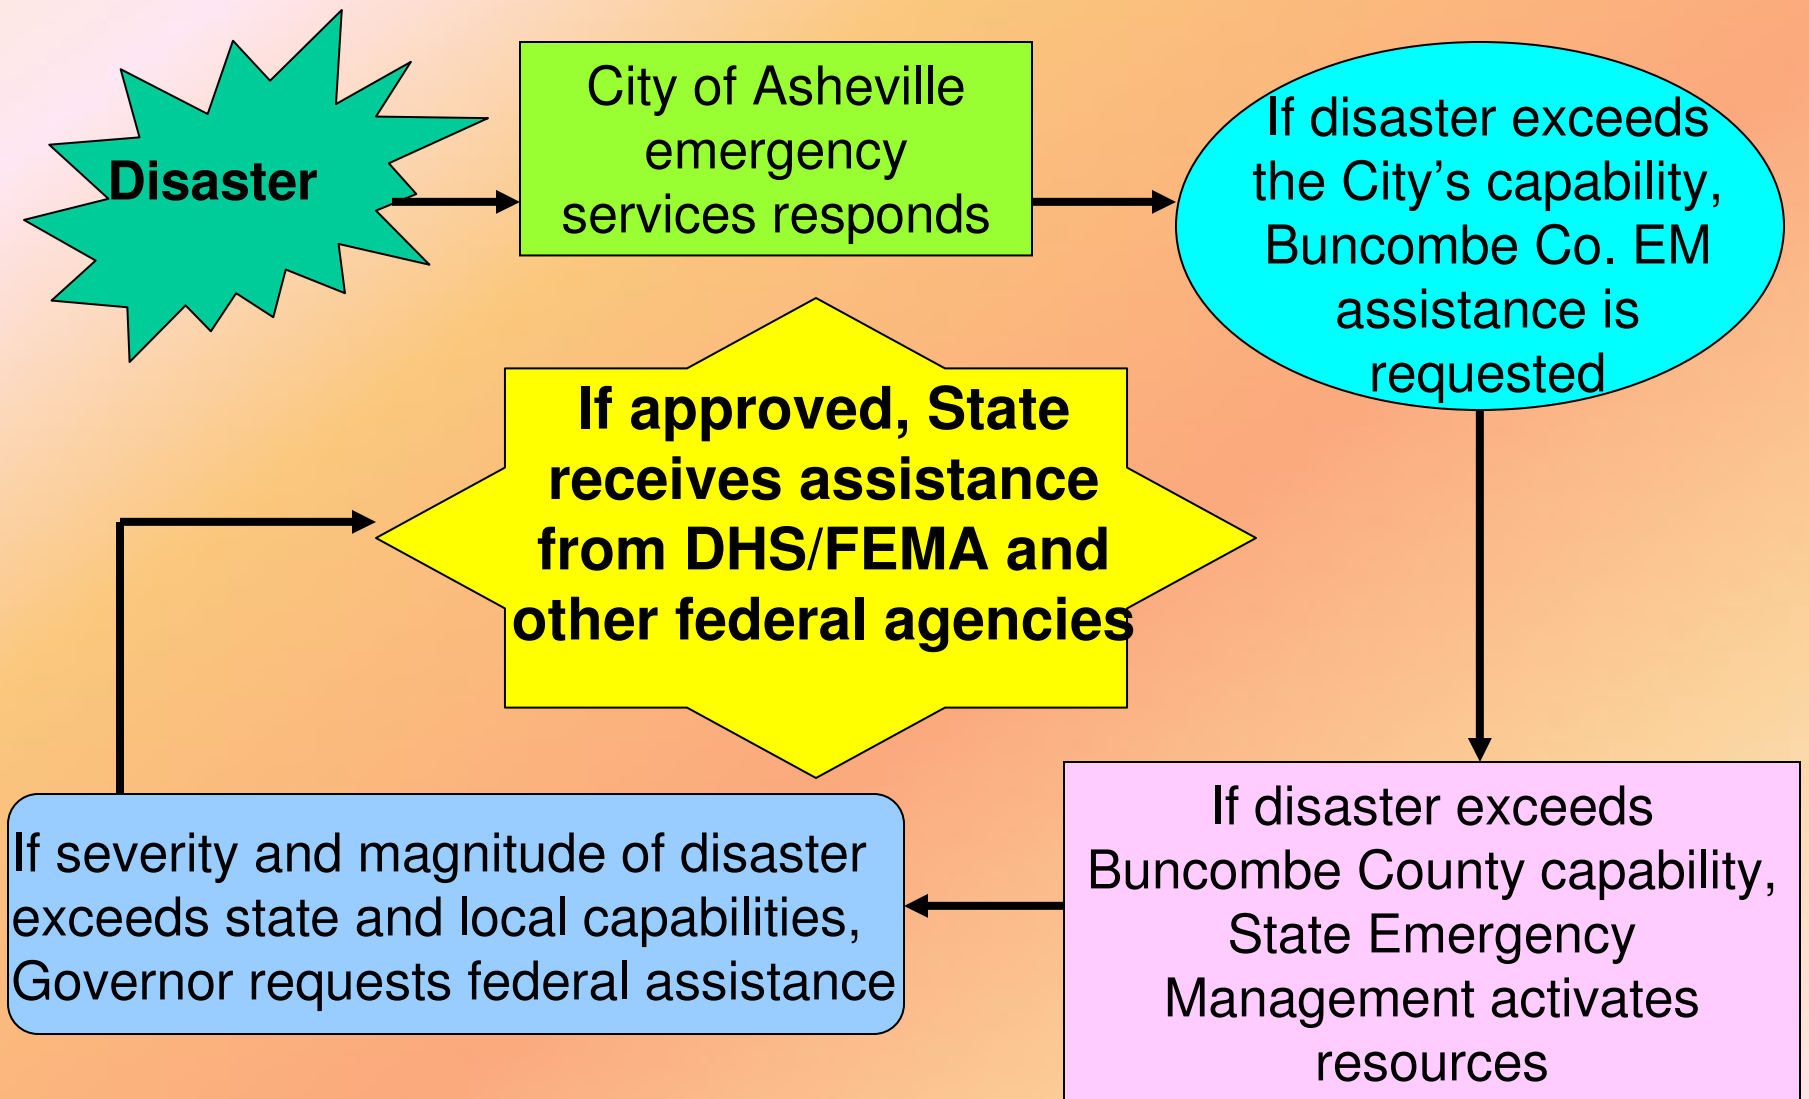 Disaster
City of Asheville
emergency
services responds
If disaster exceeds
the City’s capability,
Buncombe Co. EM
assistance is
requested
If disaster exceeds
Buncombe County capability,
State Emergency
Management activates
resources
If severity and magnitude of disaster
exceeds state and local capabilities,
Governor requests federal assistance
If approved, State
receives assistance
from DHS/FEMA and
other federal agencies